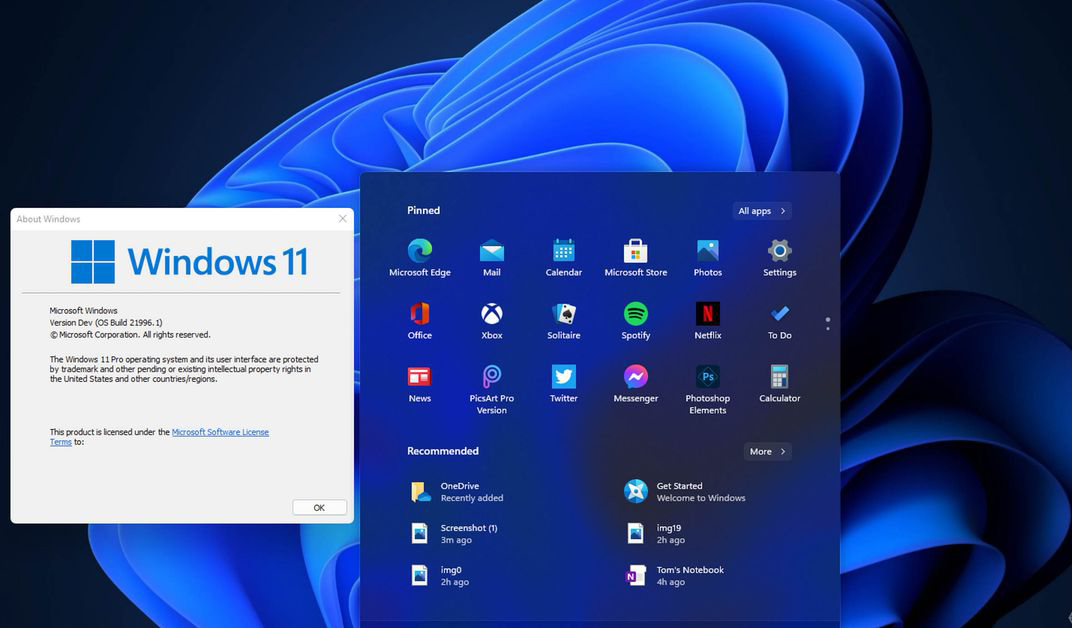 About Windows
Windows 11
Microsoft Windows
Version Dev (OS Build 21996.1)
© Microsoft Corporation. All rights reserved.
The Windows 11 Pro operating system and its user interface are protected
by trademark and other pending or existing intellectual property rights in
the United States and other countries/regions.
This product is licensed under the Microsoft Software License
Terms to:
OK
Pinned
All apps
Microsoft Edge
Mail
Calendar
Microsoft Store
Photos
Settings
Office
Xbox
Solitaire
Spotify
Netflix
To Do
News
PicsArt Pro
Version
Twitter
Messenger
Photoshop
Elements
Calculator
Recommended
More
OneDrive
Recently added
Get Started
Welcome to Windows
Screenshot (1)
3m ago
img19
2h ago
img0
2h ago
Tom's Notebook
4h ago